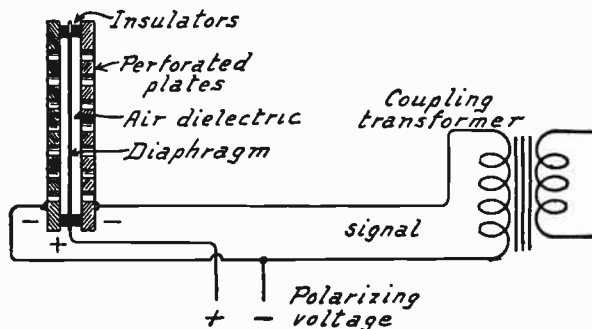 Insulators
Perforated
plates
Air dielectric
Diaphragm
Coupling
transformer
- -
+
signal
+ -
Polarizing
voltage